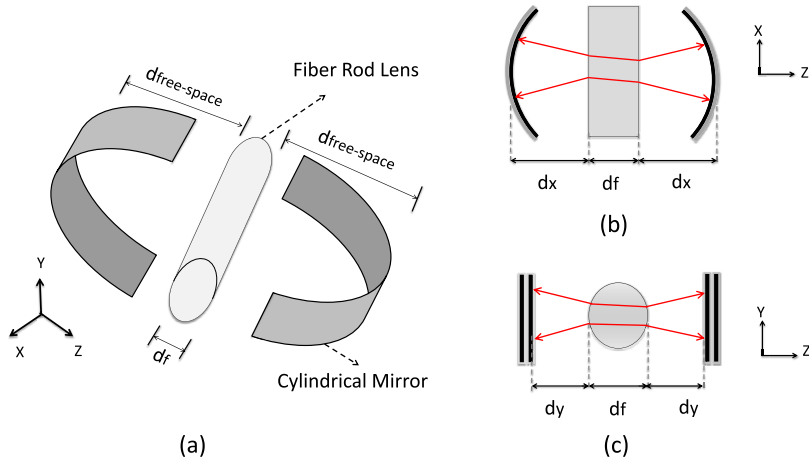 dfree-space
Fiber Rod Lens
dfree-space
Y
X
Z
df
Cylindrical Mirror
(a)
X
Z
dx
df
dx
(b)
Y
Z
dy
df
dy
(c)